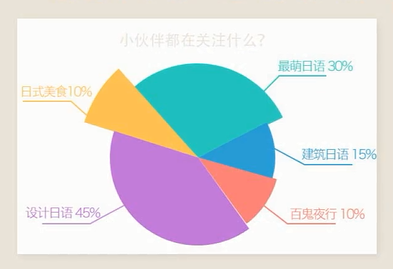 小伙伴都在关注什么?
最萌日语 30%
日式美食10%
建筑日语 15%
设计日语 45%
百鬼夜行 10%